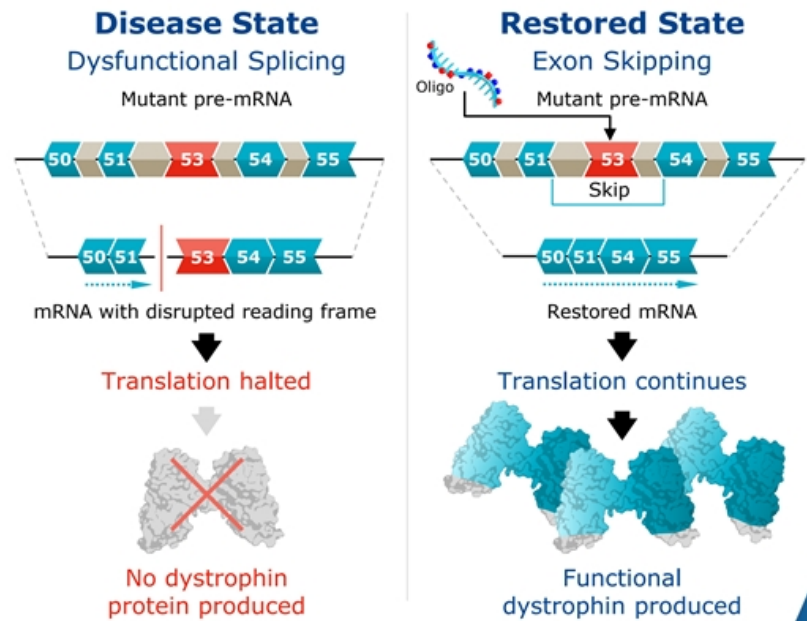 Disease State
Dysfunctional Splicing
Mutant pre-mRNA
50 51 53 54 55
50 51 53 54 55
mRNA with disrupted reading frame
Translation halted
No dystrophin
protein produced
Restored State
Exon Skipping
Oligo
Mutant pre-mRNA
50 51 53 54 55
Skip
50 51 54 55
Restored mRNA
Translation continues
Functional
dystrophin produced